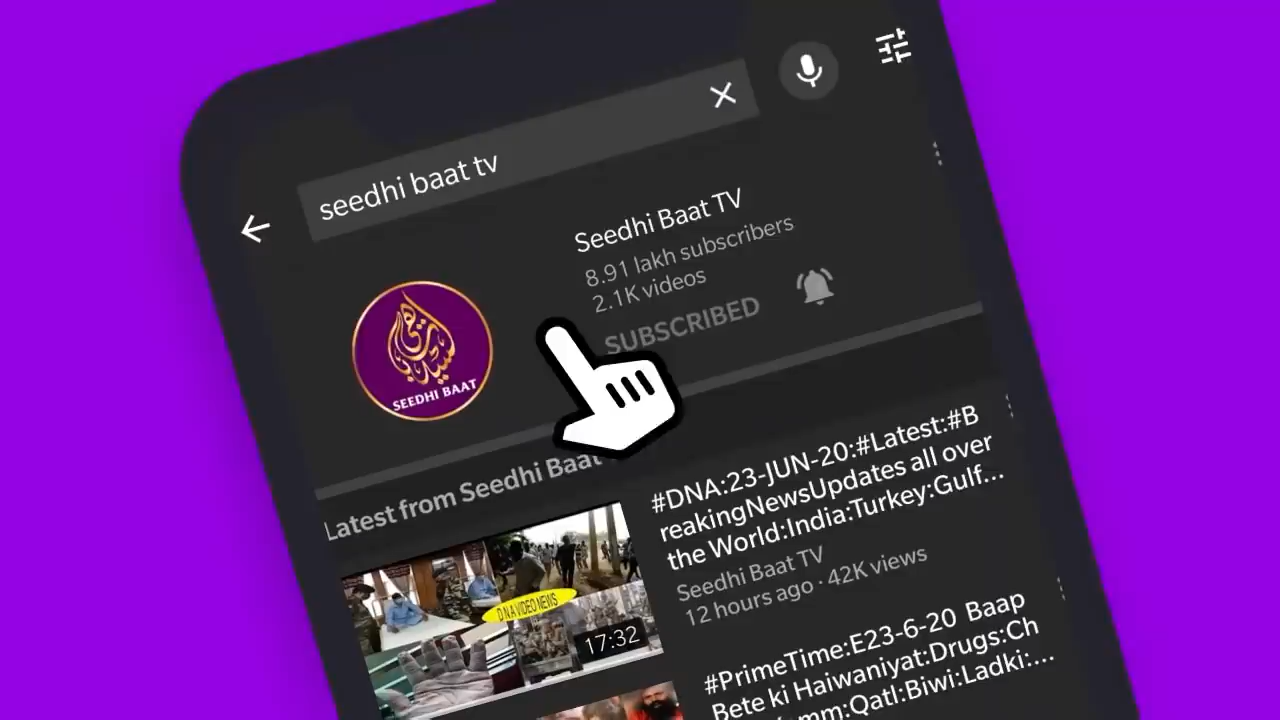 seedhi baat tv
Seedhi Baat TV
8.91 lakh subscribers
2.1K videos
SUBSCRIBED
SEEDHI BAAT
Latest from Seedhi Baat
D N A VIDEO NEWS
17:32
#DNA:23-JUN-20:#Latest:#B
reakingNewsUpdates all over
the World:India:Turkey:Gulf...
Seedhi Baat TV
12 hours ago · 42K views
#PrimeTime:E23-6-20 Baap
Bete ki Haiwaniyat:Drugs:Ch
:Qatl:Biwi:Ladki:...